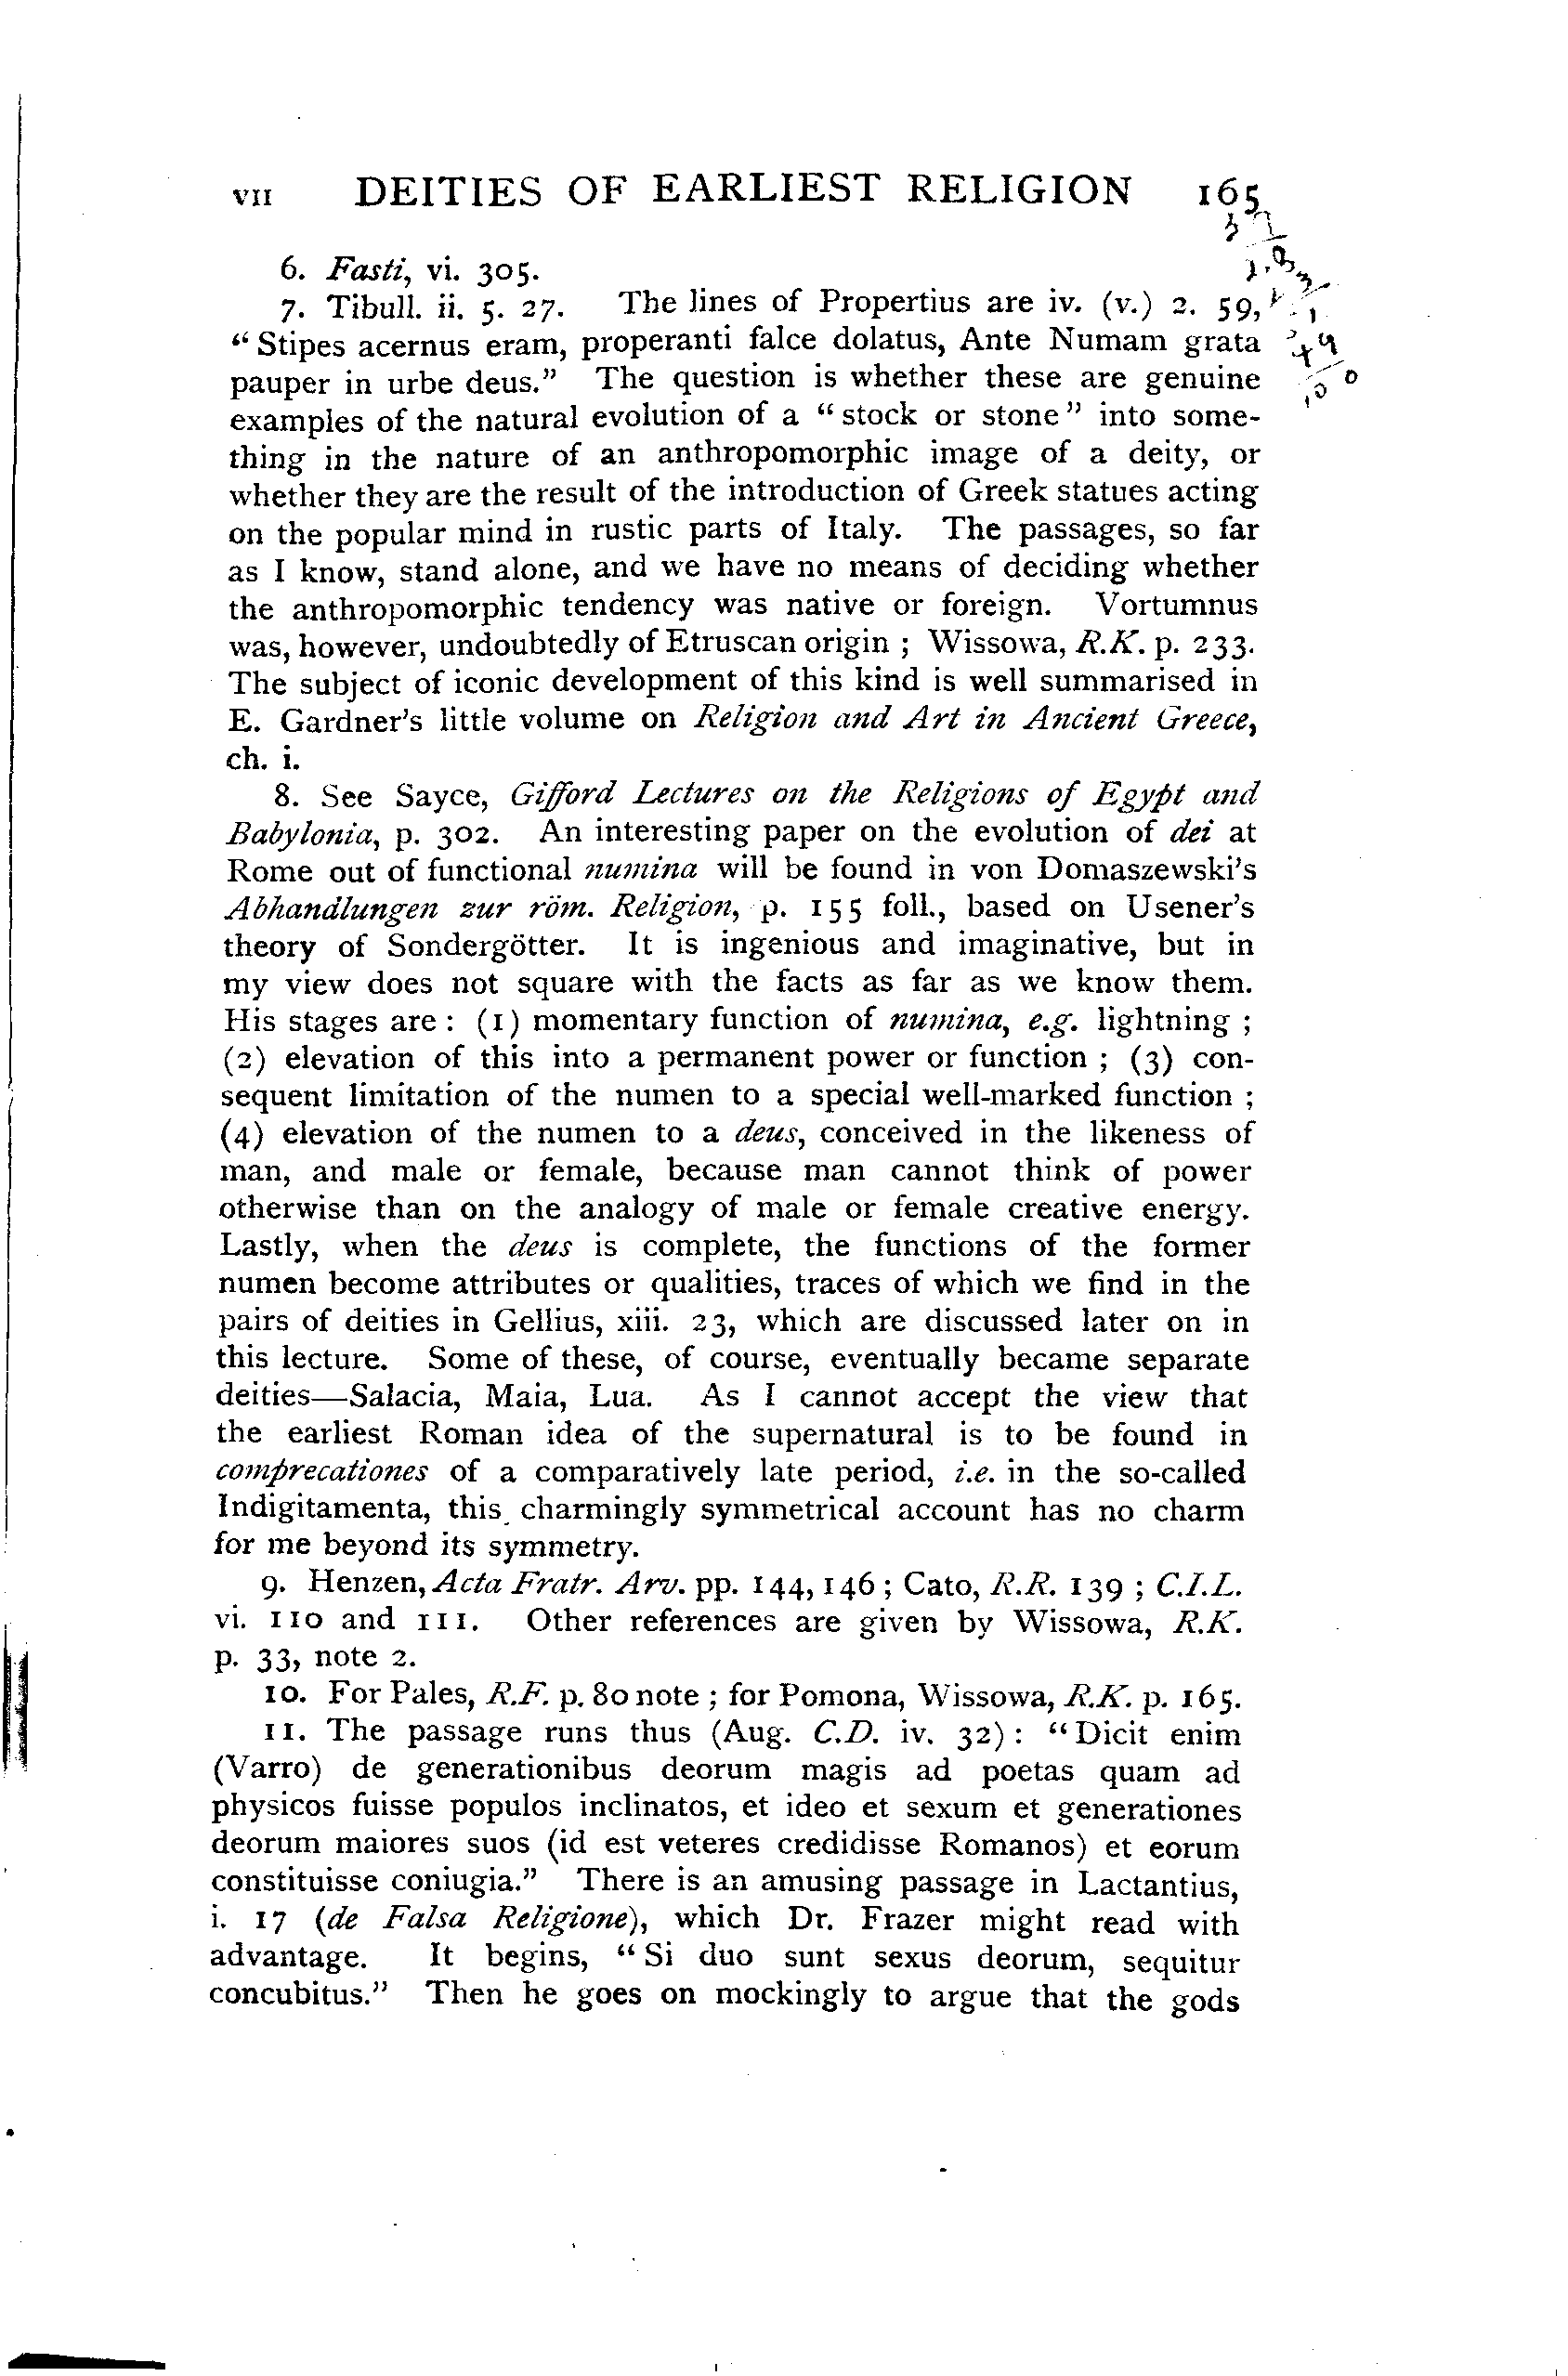 VII DEITIES OF EARLIEST RELIGION 165
6. Fasti, vi. 305.
7. Tibull. ii. 5. 27. The lines of Propertius are iv. (v.) 2. 59,
“Stipes acernus eram, properanti falce dolatus, Ante Numam grata
pauper in urbe deus.” The question is whether these are genuine
examples of the natural evolution of a “stock or stone” into some-
thing in the nature of an anthropomorphic image of a deity, or
whether they are the result of the introduction of Greek statues acting
on the popular mind in rustic parts of Italy. The passages, so far
as I know, stand alone, and we have no means of deciding whether
the anthropomorphic tendency was native or foreign. Vortumnus
was, however, undoubtedly of Etruscan origin ; Wissowa, R.K. p. 233.
The subject of iconic development of this kind is well summarised in
E. Gardner’s little volume on Religion and Art in Ancient Greece,
ch. i.
8. See Sayce, Gifford Lectures on the Religions of Egypt and
Babylonia, p. 302. An interesting paper on the evolution of dei at
Rome out of functional numina will be found in von Domaszewski’s
Abhandlungen zur röm. Religion, p. 155 foll., based on Usener’s
theory of Sondergötter. It is ingenious and imaginative, but in
my view does not square with the facts as far as we know them.
His stages are : (1) momentary function of numina, e.g. lightning ;
(2) elevation of this into a permanent power or function ; (3) con-
sequent limitation of the numen to a special well-marked function ;
(4) elevation of the numen to a deus, conceived in the likeness of
man, and male or female, because man cannot think of power
otherwise than on the analogy of male or female creative energy.
Lastly, when the deus is complete, the functions of the former
numen become attributes or qualities, traces of which we find in the
pairs of deities in Gellius, xiii. 23, which are discussed later on in
this lecture. Some of these, of course, eventually became separate
deities—Salacia, Maia, Lua. As I cannot accept the view that
the earliest Roman idea of the supernatural is to be found in
comprecationes of a comparatively late period, i.e. in the so-called
Indigitamenta, this charmingly symmetrical account has no charm
for me beyond its symmetry.
9. Henzen, Acta Fratr. Arv. pp. 144, 146 ; Cato, R.R. 139 ; C.I.L.
vi. 110 and 111. Other references are given by Wissowa, R.K.
p. 33, note 2.
10. For Pales, R.F. p. 80 note ; for Pomona, Wissowa, R.K. p. 165.
11. The passage runs thus (Aug. C.D. iv. 32) : “Dicit enim
(Varro) de generationibus deorum magis ad poetas quam ad
physicos fuisse populos inclinatos, et ideo et sexum et generationes
deorum maiores suos (id est veteres credidisse Romanos) et eorum
constituisse coniugia.” There is an amusing passage in Lactantius,
i. 17 (de Falsa Religione), which Dr. Frazer might read with
advantage. It begins, “Si duo sunt sexus deorum, sequitur
concubitus.” Then he goes on mockingly to argue that the gods